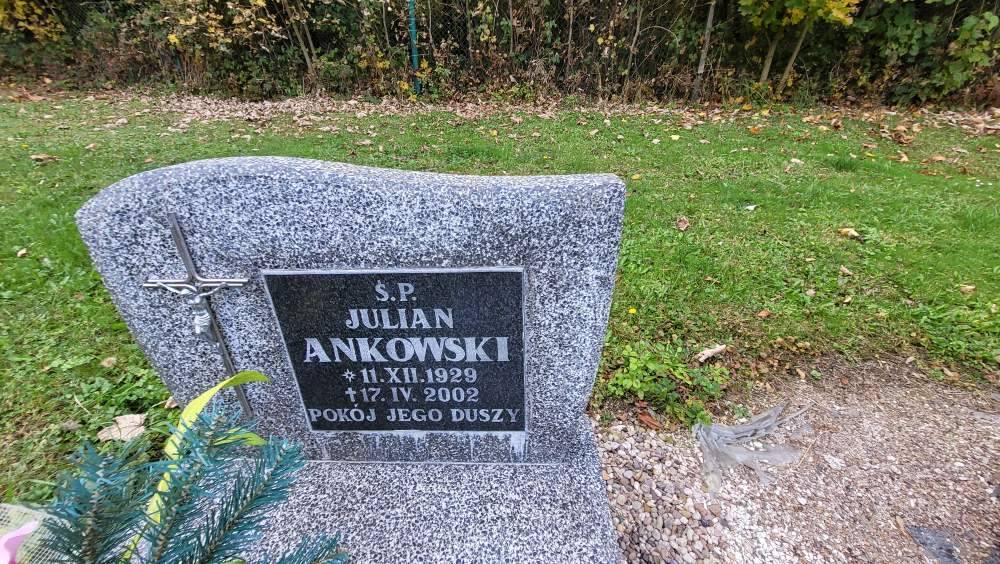 Ś.P.
JULIAN
ANKOWSKI
* 11.XII.1929
† 17. IV. 2002
POKÓJ JEGO DUSZY